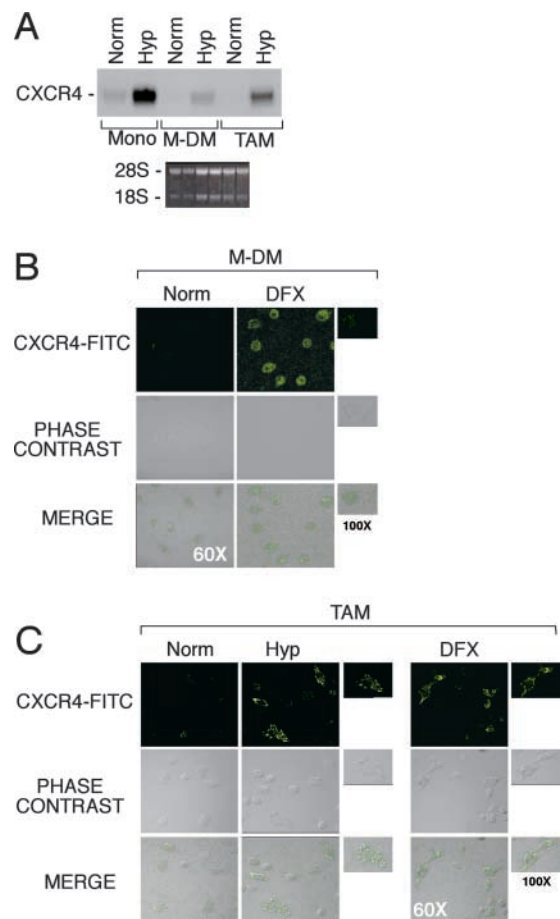 A
Norm Hyp Norm Hyp Norm Hyp
CXCR4 -
Mono M-DM TAM
28S -
18S -
B
M-DM
Norm DFX
CXCR4-FITC
PHASE
CONTRAST
MERGE
60X
100X
C
TAM
Norm Hyp DFX
CXCR4-FITC
PHASE
CONTRAST
MERGE
60X
100X